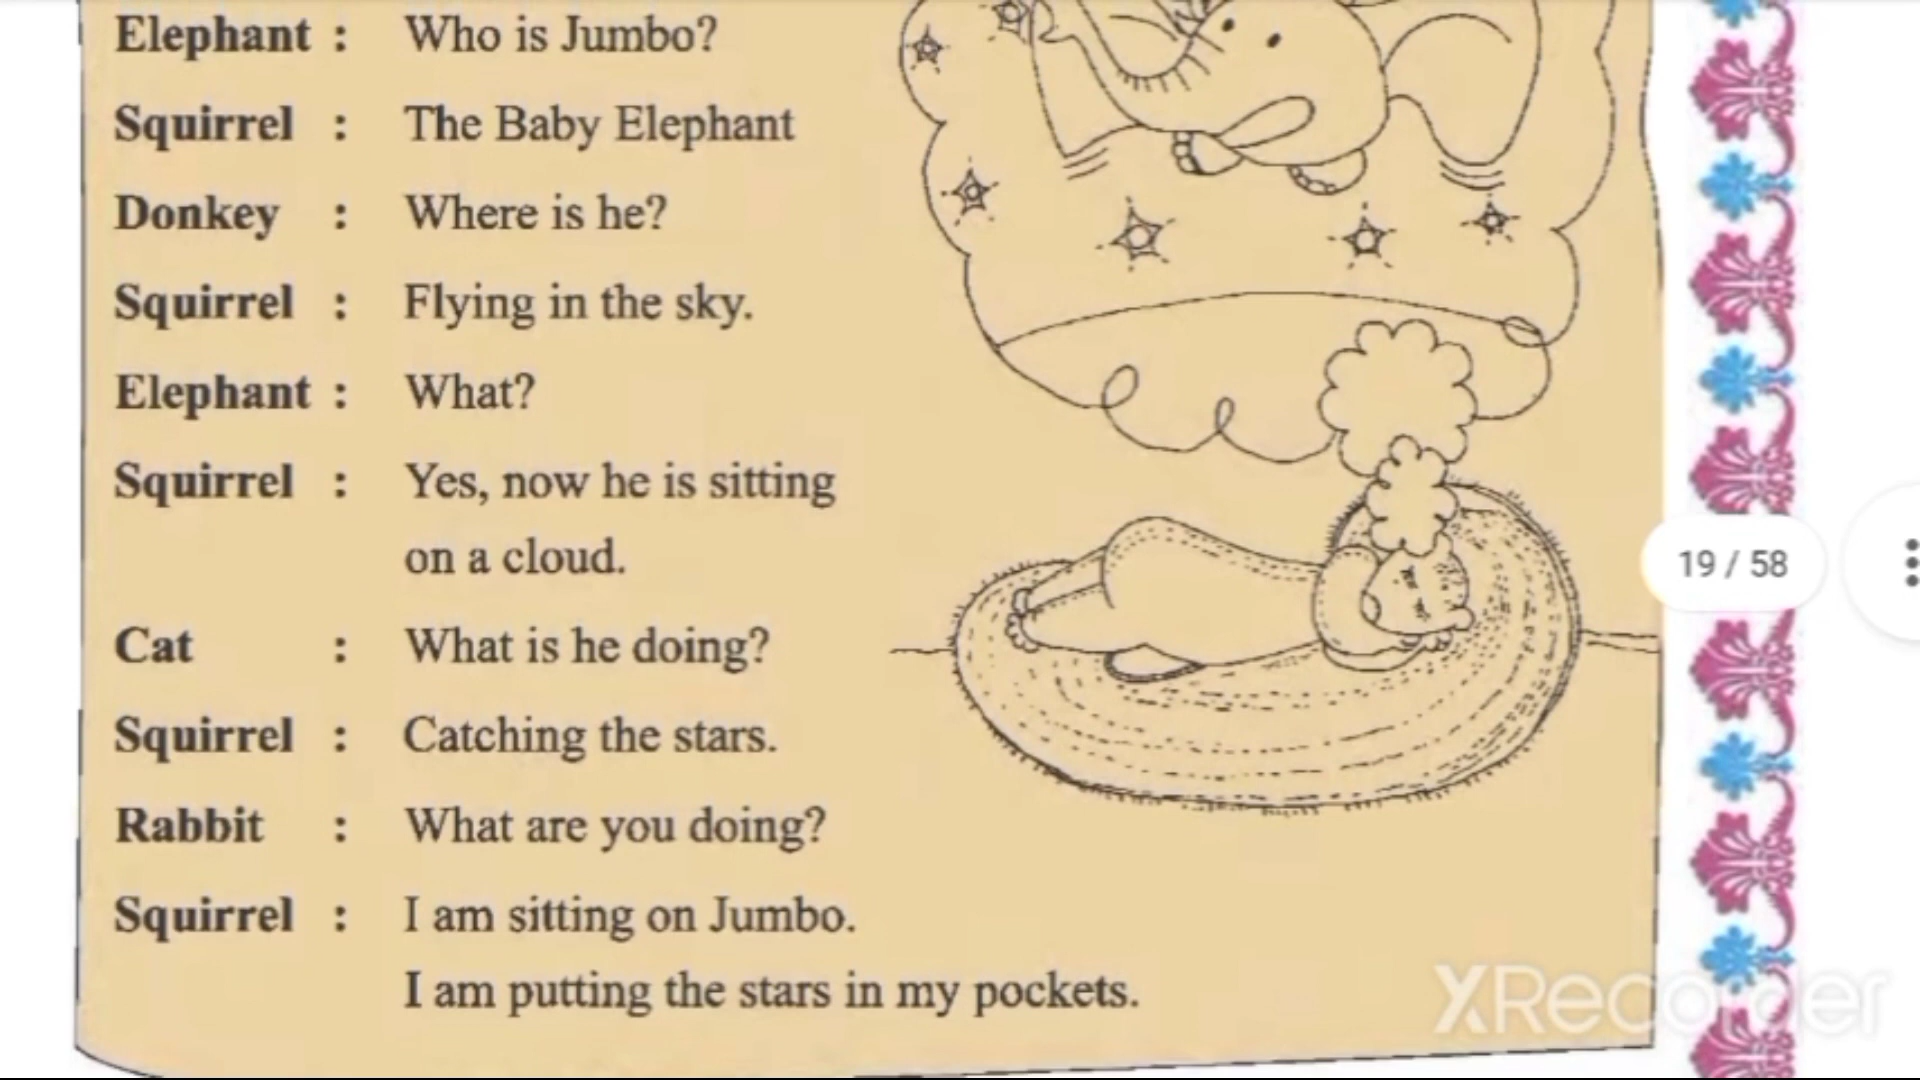 Elephant : Who is Jumbo?
Squirrel : The Baby Elephant
Donkey : Where is he?
Squirrel : Flying in the sky.
Elephant : What?
Squirrel : Yes, now he is sitting
on a cloud.
Cat : What is he doing?
Squirrel : Catching the stars.
Rabbit : What are you doing?
Squirrel : I am sitting on Jumbo.
I am putting the stars in my pockets.
19 / 58
XRecorder